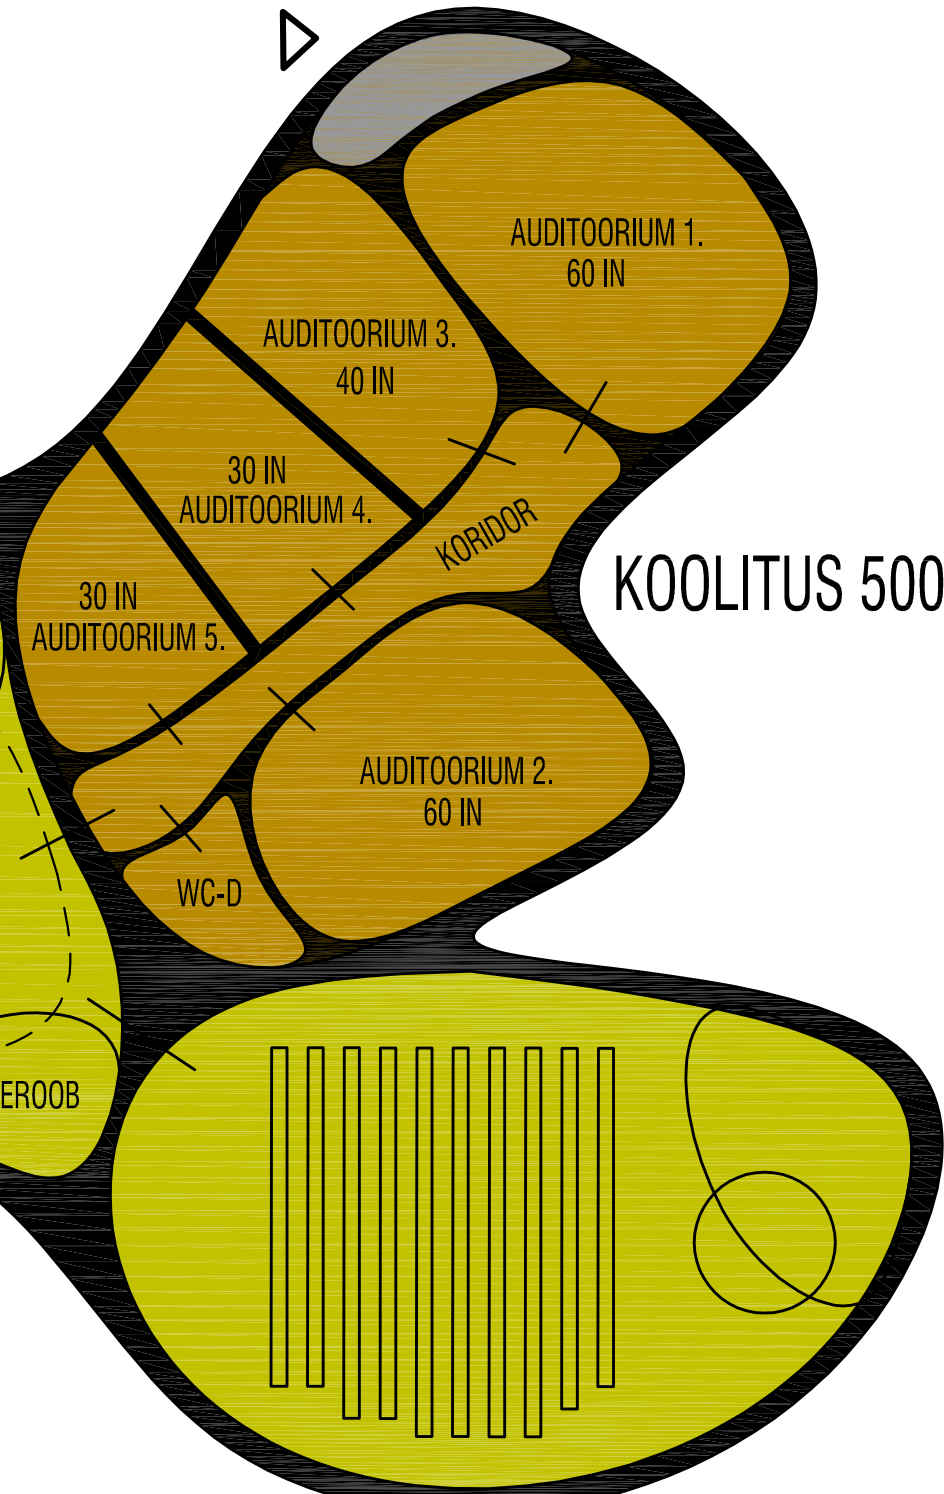 AUDITOORIUM 1.
60 IN
AUDITOORIUM 3.
40 IN
30 IN
AUDITOORIUM 4.
KORIDOR
KOOLITUS 500
30 IN
AUDITOORIUM 5.
AUDITOORIUM 2.
60 IN
WC-D
EROOB